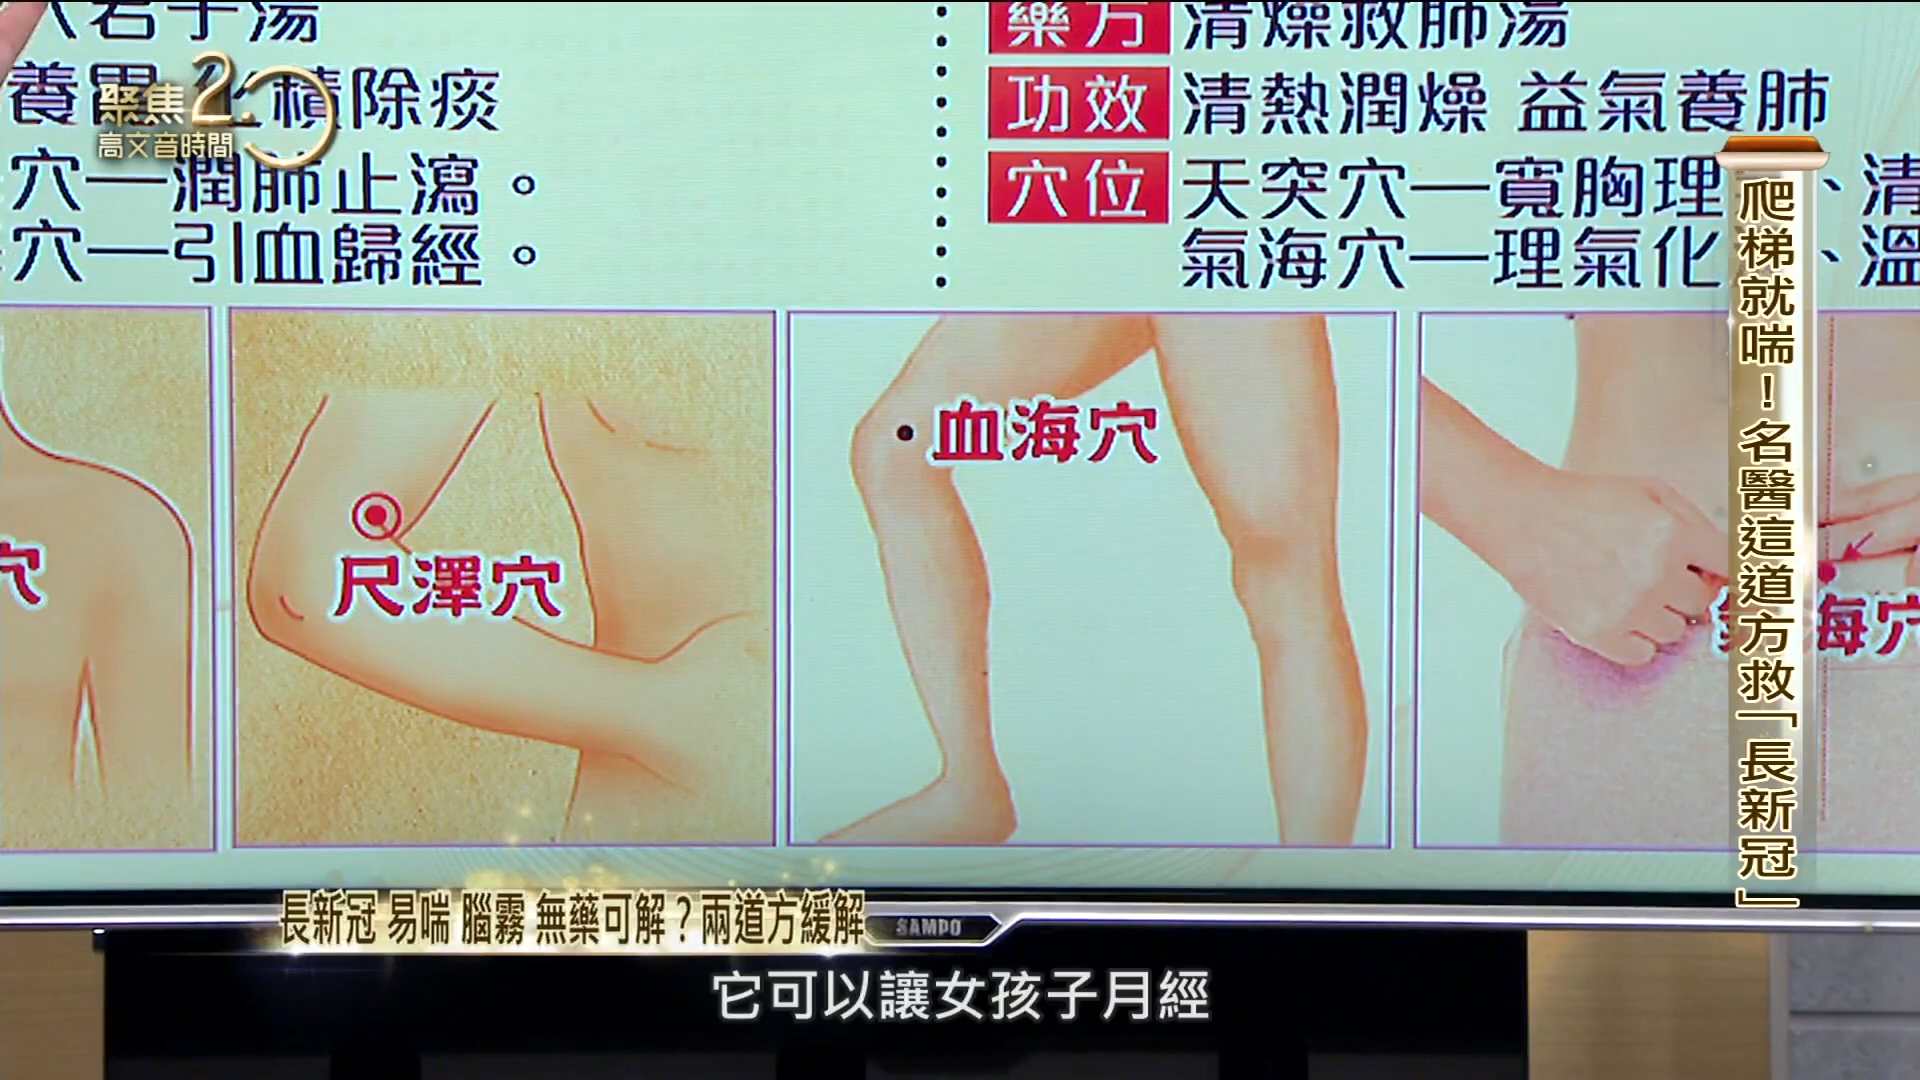 君子湯
養胃 化積除痰
穴—潤肺止瀉。
穴—引血歸經。
藥方 清燥救肺湯
功效 清熱潤燥 益氣養肺
穴位 天突穴—寬胸理、清
氣海穴—理氣化、溫
聚焦2.0
高文音時間
穴
尺澤穴
血海穴
海穴
爬梯就喘！名醫這道方救「長新冠」
長新冠 易喘 腦霧 無藥可解？兩道方緩解
SAMPO
它可以讓女孩子月經